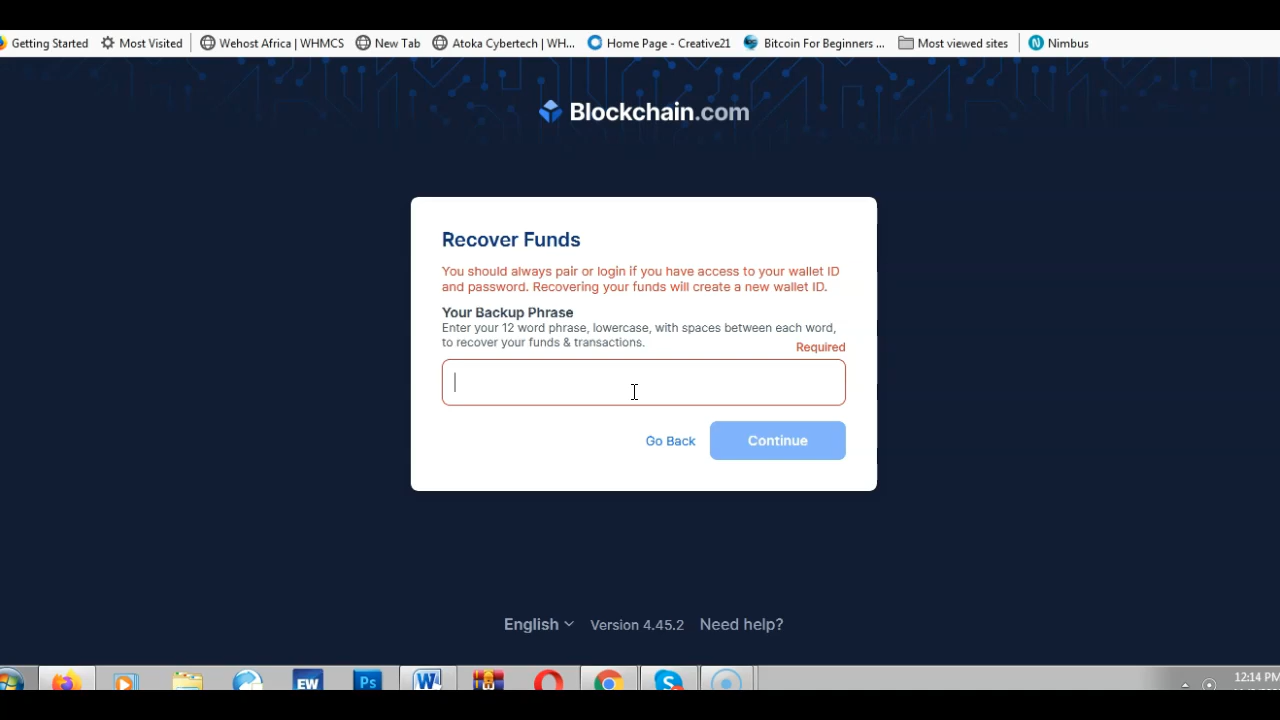 Getting Started Most Visited Wehost Africa | WHMCS New Tab Atoka Cybertech | WH... Home Page - Creative21 Bitcoin For Beginners ... Most viewed sites Nimbus
Blockchain.com
Recover Funds
You should always pair or login if you have access to your wallet ID
and password. Recovering your funds will create a new wallet ID.
Your Backup Phrase
Enter your 12 word phrase, lowercase, with spaces between each word,
to recover your funds & transactions.
Required
Go Back Continue
English Version 4.45.2 Need help?
EW Ps W S 12:14 PM